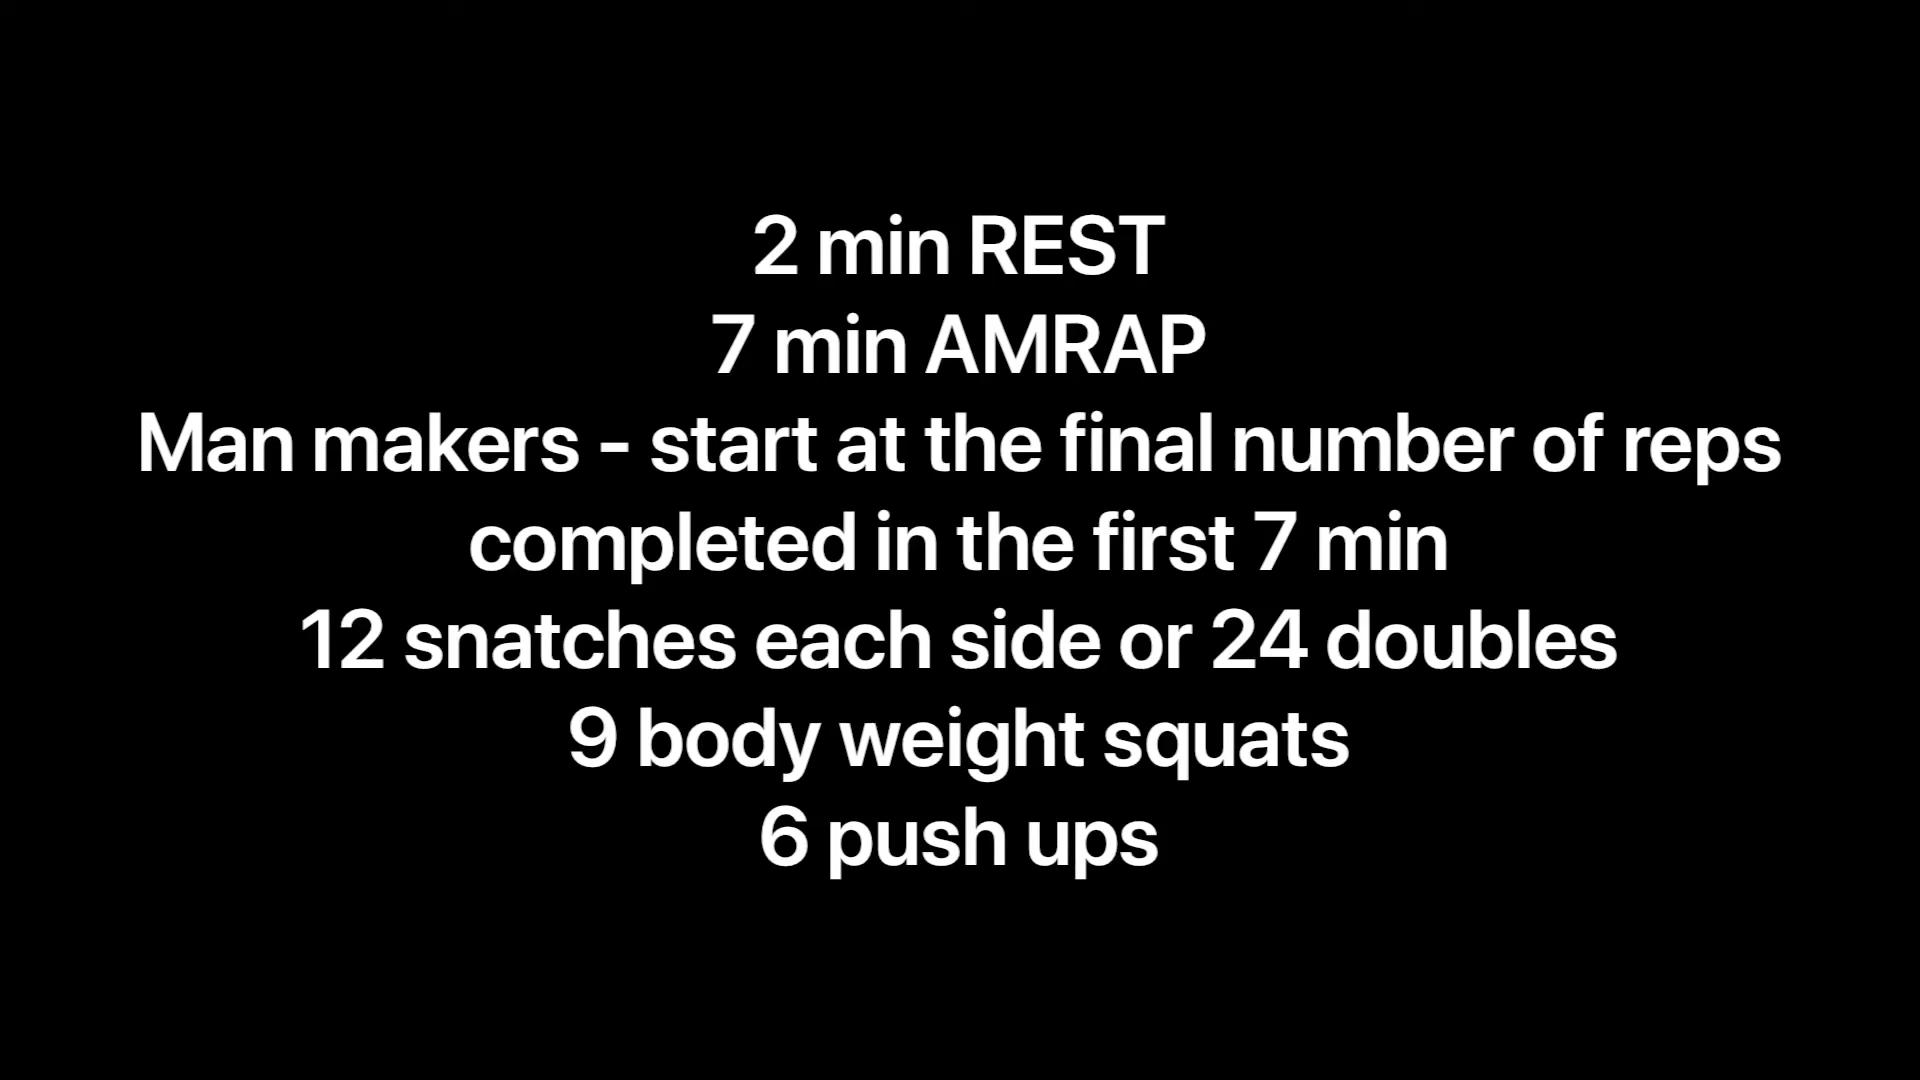 2 min REST
7 min AMRAP
Man makers - start at the final number of reps
completed in the first 7 min
12 snatches each side or 24 doubles
9 body weight squats
6 push ups